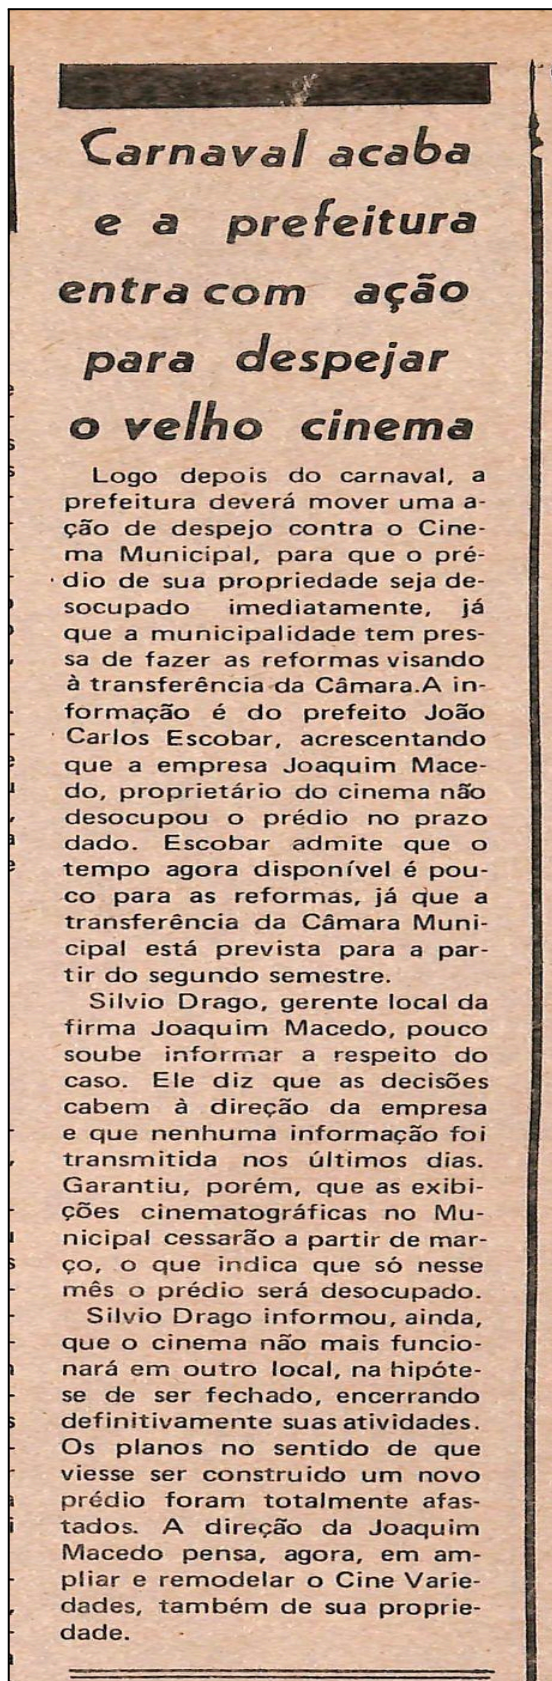 Carnaval acaba
e a prefeitura
entra com ação
para despejar
o velho cinema
Logo depois do carnaval, a
prefeitura deverá mover uma a-
ção de despejo contra o Cine-
ma Municipal, para que o pré-
dio de sua propriedade seja de-
socupado imediatamente, já
que a municipalidade tem pres-
sa de fazer as reformas visando
à transferência da Câmara.A in-
formação é do prefeito João
Carlos Escobar, acrescentando
que a empresa Joaquim Mace-
do, proprietário do cinema não
desocupou o prédio no prazo
dado. Escobar admite que o
tempo agora disponível é pou-
co para as reformas, já que a
transferência da Câmara Muni-
cipal está prevista para a par-
tir do segundo semestre.
Silvio Drago, gerente local da
firma Joaquim Macedo, pouco
soube informar a respeito do
caso. Ele diz que as decisões
cabem à direção da empresa
e que nenhuma informação foi
transmitida nos últimos dias.
Garantiu, porém, que as exibi-
ções cinematográficas no Mu-
nicipal cessarão a partir de mar-
ço, o que indica que só nesse
mês o prédio será desocupado.
Silvio Drago informou, ainda,
que o cinema não mais funcio-
nará em outro local, na hipóte-
se de ser fechado, encerrando
definitivamente suas atividades.
Os planos no sentido de que
viesse ser construido um novo
prédio foram totalmente afas-
tados. A direção da Joaquim
Macedo pensa, agora, em am-
pliar e remodelar o Cine Varie-
dades, também de sua proprie-
dade.